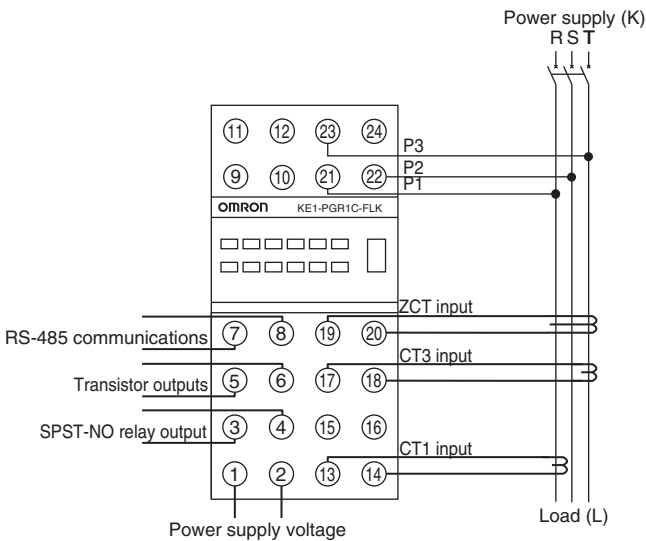 Power supply (K)
R S T
11 12 23 24
P3
P2
9 10 21 22
P1
OMRON KE1-PGR1C-FLK
ZCT input
RS-485 communications 7 8 19 20
CT3 input
Transistor outputs 5 6 17 18
SPST-NO relay output 3 4 15 16
CT1 input
1 2 13 14
Load (L)
Power supply voltage